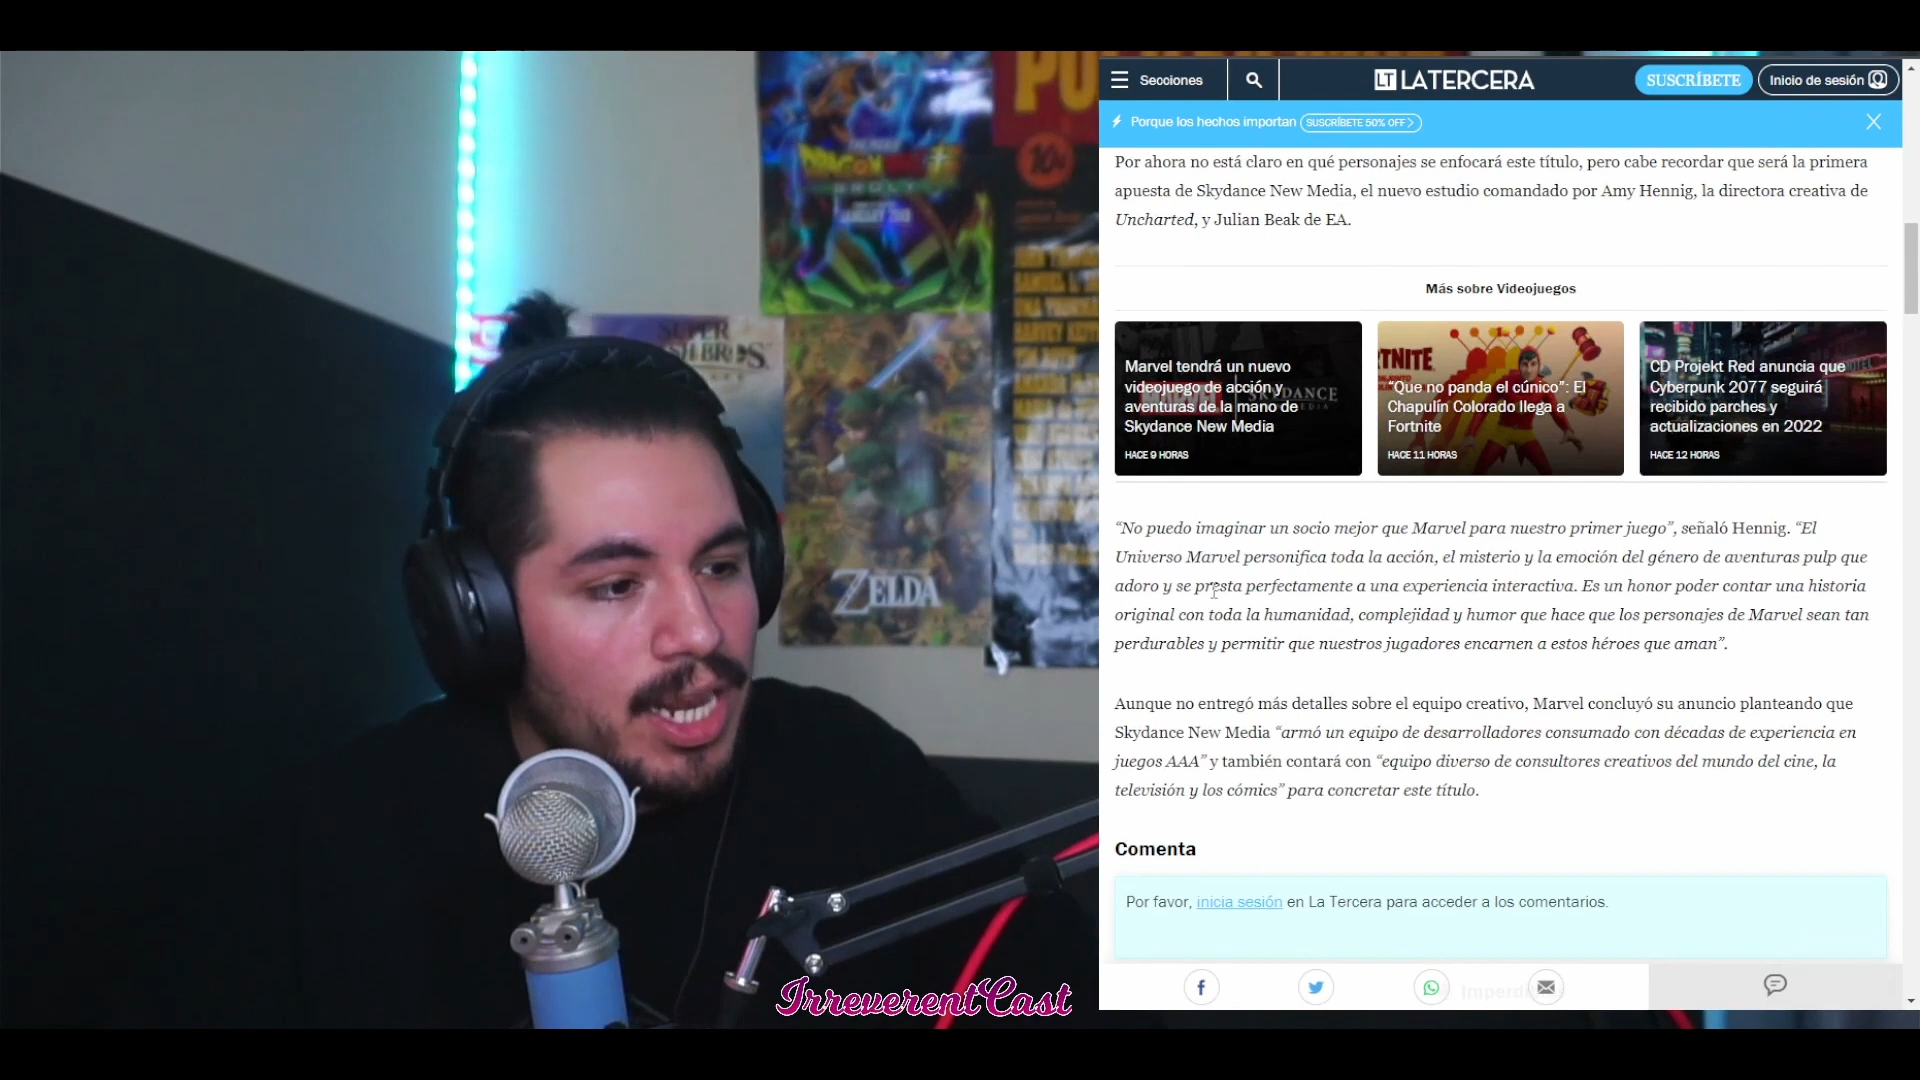 Secciones
LT LATERCERA
SUSCRÍBETE
Inicio de sesión
Porque los hechos importan SUSCRÍBETE 50% OFF >
Por ahora no está claro en qué personajes se enfocará este título, pero cabe recordar que será la primera
apuesta de Skydance New Media, el nuevo estudio comandado por Amy Hennig, la directora creativa de
Uncharted, y Julian Beak de EA.
Más sobre Videojuegos
Marvel tendrá un nuevo
videojuego de acción y
aventuras de la mano de
Skydance New Media
HACE 9 HORAS
“Que no panda el cúnico”: El
Chapulín Colorado llega a
Fortnite
HACE 11 HORAS
CD Projekt Red anuncia que
Cyberpunk 2077 seguirá
recibido parches y
actualizaciones en 2022
HACE 12 HORAS
“No puedo imaginar un socio mejor que Marvel para nuestro primer juego”, señaló Hennig. “El
Universo Marvel personifica toda la acción, el misterio y la emoción del género de aventuras pulp que
adoro y se presta perfectamente a una experiencia interactiva. Es un honor poder contar una historia
original con toda la humanidad, complejidad y humor que hace que los personajes de Marvel sean tan
perdurables y permitir que nuestros jugadores encarnen a estos héroes que aman”.
Aunque no entregó más detalles sobre el equipo creativo, Marvel concluyó su anuncio planteando que
Skydance New Media “armó un equipo de desarrolladores consumado con décadas de experiencia en
juegos AAA” y también contará con “equipo diverso de consultores creativos del mundo del cine, la
televisión y los cómics” para concretar este título.
Comenta
Por favor, inicia sesión en La Tercera para acceder a los comentarios.
DRAGON BALL
BROLY
SUPER
ZELDA
10¢
IrreverentCast